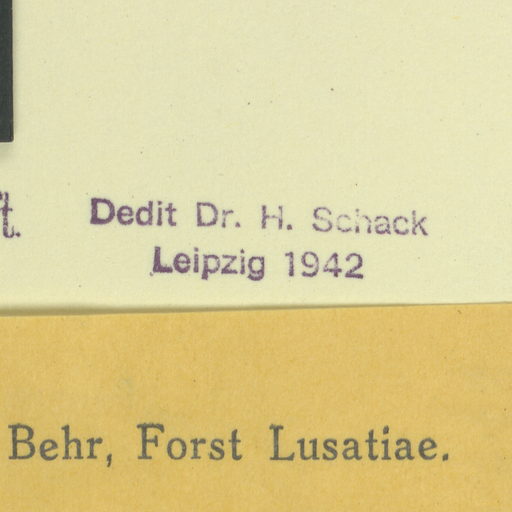 Dedit Dr. H. Schack
Leipzig 1942
Behr, Forst Lusatiae.